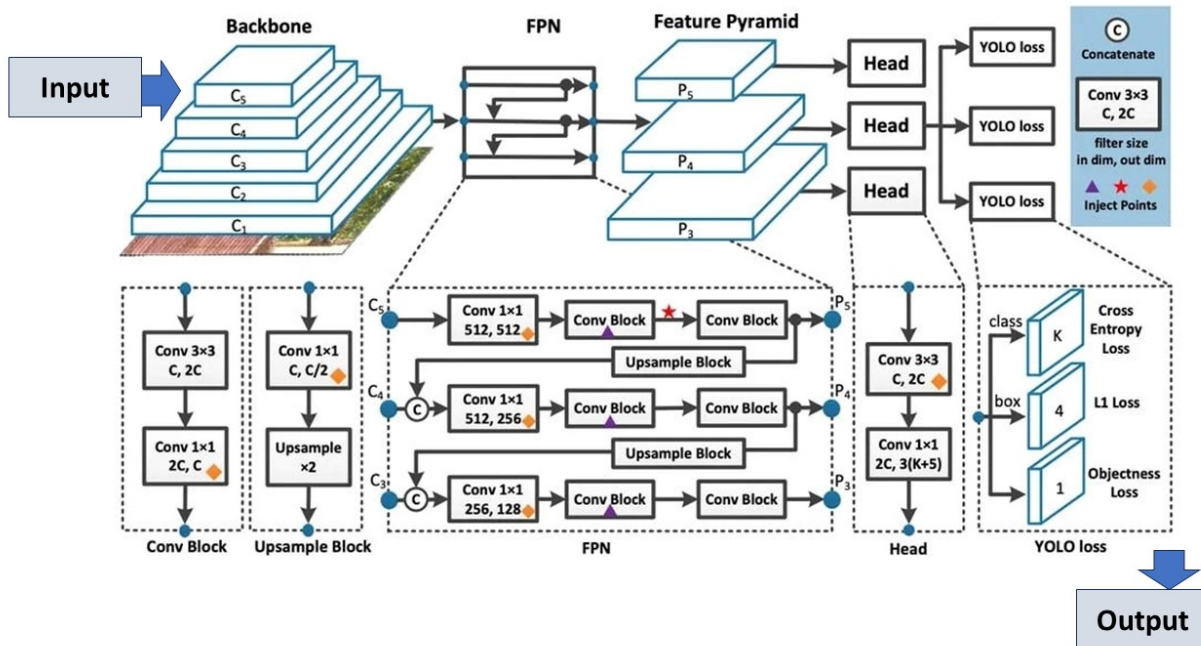 Input
Backbone
C5
C4
C3
C2
C1
FPN
Feature Pyramid
P5
P4
P3
Head
Head
Head
YOLO loss
YOLO loss
YOLO loss
C
Concatenate
Conv 3×3
C, 2C
filter size
in dim, out dim
Inject Points
Conv 3×3
C, 2C
Conv 1×1
2C, C
Conv Block
Conv 1×1
C, C/2
Upsample
×2
Upsample Block
C5
Conv 1×1
512, 512
Conv Block
Conv Block
P5
Upsample Block
C4
C
Conv 1×1
512, 256
Conv Block
Conv Block
P4
Upsample Block
C3
C
Conv 1×1
256, 128
Conv Block
Conv Block
P3
FPN
Conv 3×3
C, 2C
Conv 1×1
2C, 3(K+5)
Head
class
K
Cross
Entropy
Loss
box
4
L1 Loss
1
Objectness
Loss
YOLO loss
Output